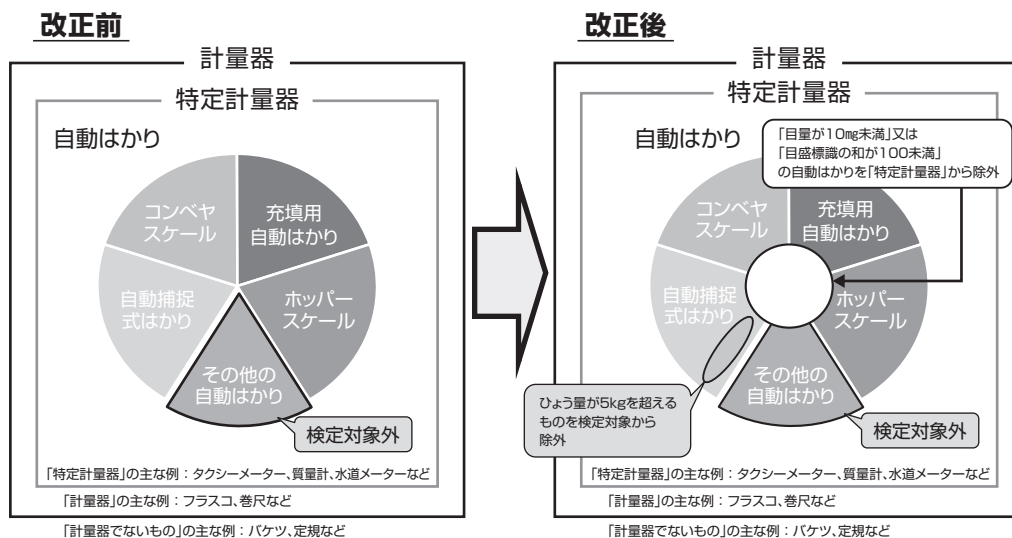 改正前
計量器
特定計量器
自動はかり
コンベヤ
スケール
充填用
自動はかり
自動捕捉
式はかり
ホッパー
スケール
その他の
自動はかり
検定対象外
「特定計量器」の主な例：タクシーメーター、質量計、水道メーターなど
「計量器」の主な例：フラスコ、巻尺など
「計量器でないもの」の主な例：バケツ、定規など
改正後
計量器
特定計量器
自動はかり
「目量が10㎎未満」又は
「目盛標識の和が100未満」
の自動はかりを「特定計量器」から除外
コンベヤ
スケール
充填用
自動はかり
自動捕捉
式はかり
ホッパー
スケール
その他の
自動はかり
ひょう量が5kgを超える
ものを検定対象から
除外
検定対象外
「特定計量器」の主な例：タクシーメーター、質量計、水道メーターなど
「計量器」の主な例：フラスコ、巻尺など
「計量器でないもの」の主な例：バケツ、定規など